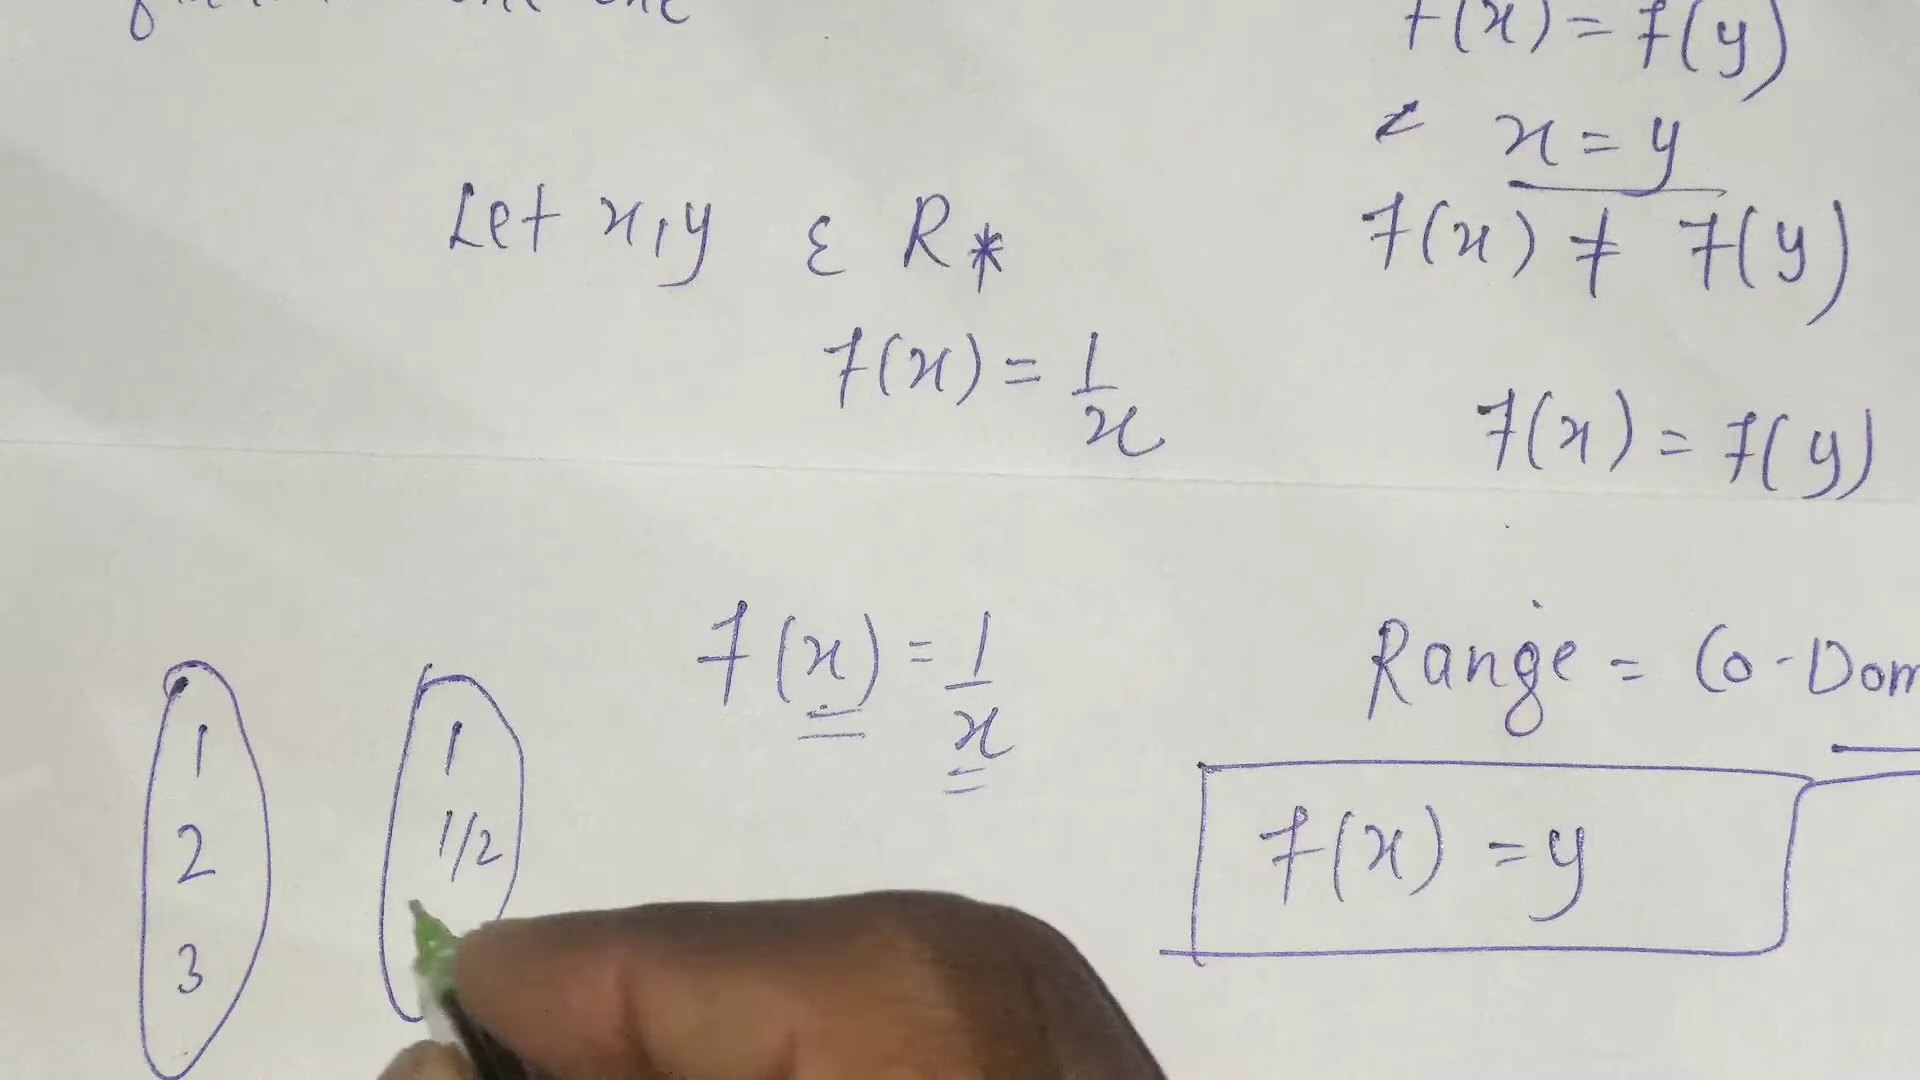 f(x) = f(y)
x = y
Let x, y ε R*
f(x) ≠ f(y)
f(x) = 1/x
f(x) = f(y)
f(x) = 1/x
Range = Co-Dom
1
1
2
1/2
f(x) = y
3